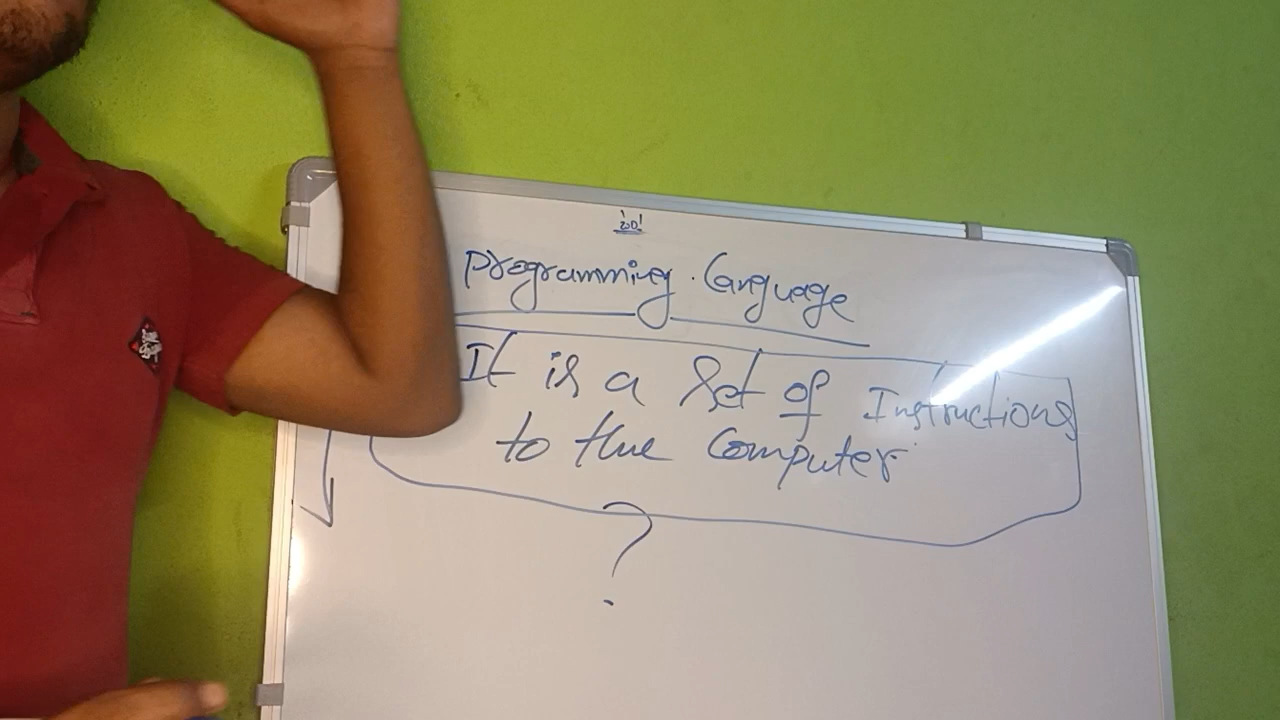 Programming Language
It is a Set of Instructions
to the Computer
?